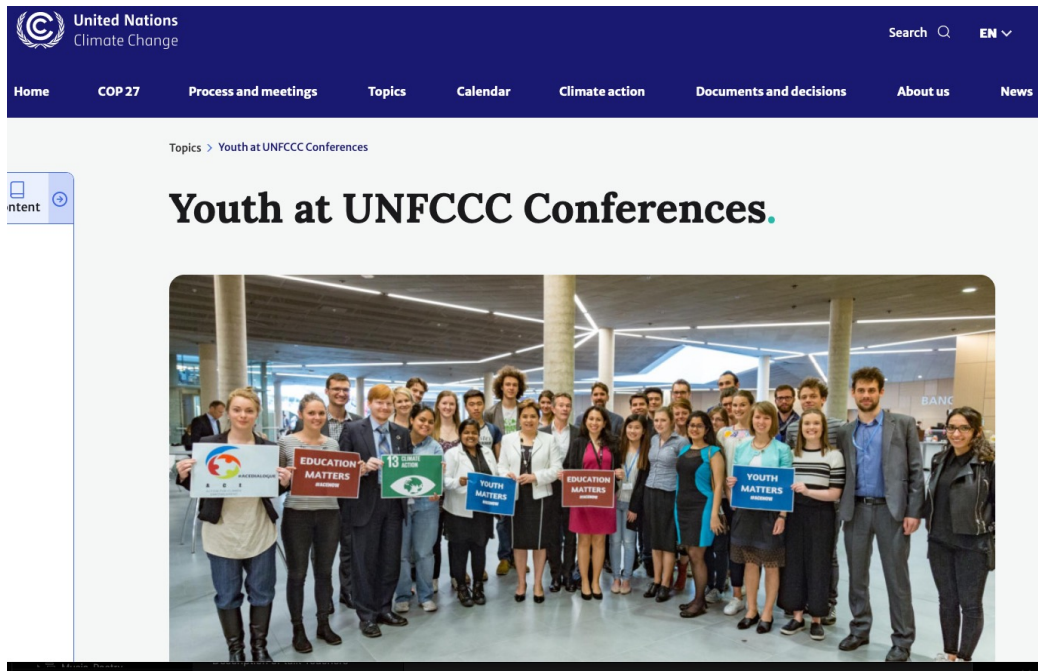 United Nations
Climate Change
Search
EN
Home COP 27 Process and meetings Topics Calendar Climate action Documents and decisions About us News
Topics > Youth at UNFCCC Conferences
ntent
Youth at UNFCCC Conferences.
#ACEDIALOGUE
A C E
EDUCATION
MATTERS
13 CLIMATE
ACTION
YOUTH
MATTERS
EDUCATION
MATTERS
YOUTH
MATTERS
BANC